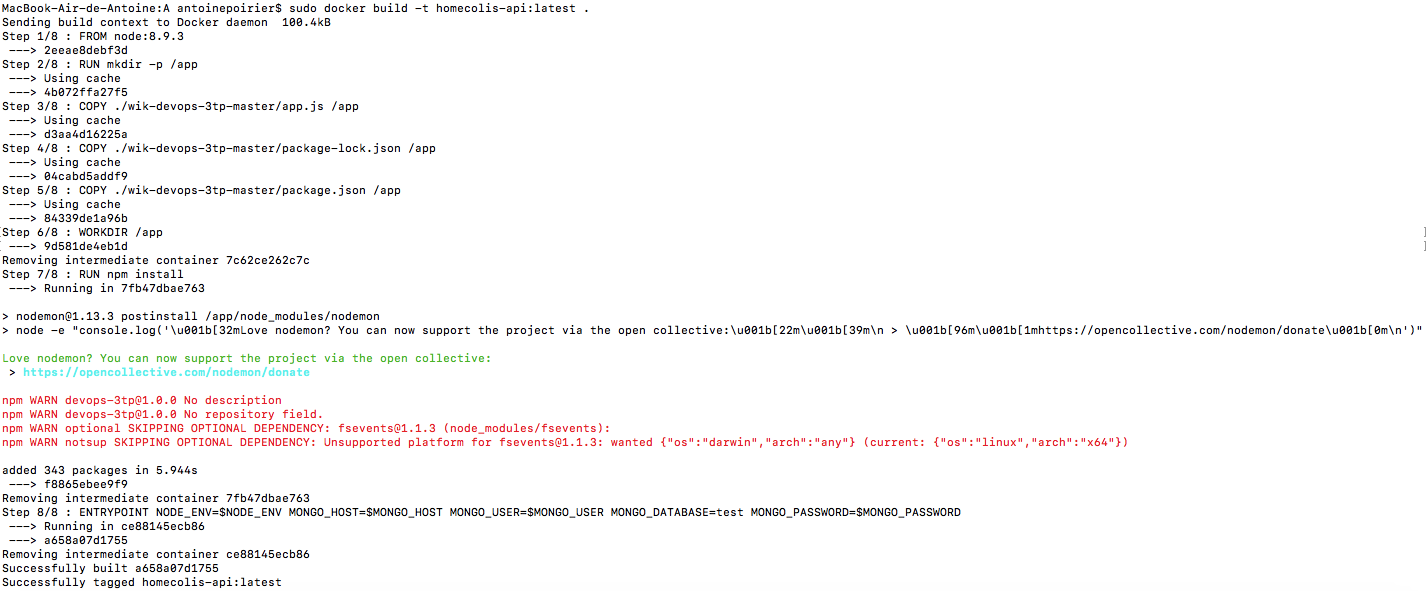 MacBook-Air-de-Antoine:A antoinepoirier$ sudo docker build -t homecolis-api:latest .
Sending build context to Docker daemon  100.4kB
Step 1/8 : FROM node:8.9.3
 ---> 2eeae8debf3d
Step 2/8 : RUN mkdir -p /app
 ---> Using cache
 ---> 4b072ffa27f5
Step 3/8 : COPY ./wik-devops-3tp-master/app.js /app
 ---> Using cache
 ---> d3aa4d16225a
Step 4/8 : COPY ./wik-devops-3tp-master/package-lock.json /app
 ---> Using cache
 ---> 04cabd5addf9
Step 5/8 : COPY ./wik-devops-3tp-master/package.json /app
 ---> Using cache
 ---> 84339de1a96b
[Step 6/8 : WORKDIR /app ]
[ ---> 9d581de4eb1d ]
Removing intermediate container 7c62ce262c7c
Step 7/8 : RUN npm install
 ---> Running in 7fb47dbae763
> nodemon@1.13.3 postinstall /app/node_modules/nodemon
> node -e "console.log('\u001b[32mLove nodemon? You can now support the project via the open collective:\u001b[22m\u001b[39m\n > \u001b[96m\u001b[1mhttps://opencollective.com/nodemon/donate\u001b[0m\n')"
Love nodemon? You can now support the project via the open collective:
 > https://opencollective.com/nodemon/donate
npm WARN devops-3tp@1.0.0 No description
npm WARN devops-3tp@1.0.0 No repository field.
npm WARN optional SKIPPING OPTIONAL DEPENDENCY: fsevents@1.1.3 (node_modules/fsevents):
npm WARN notsup SKIPPING OPTIONAL DEPENDENCY: Unsupported platform for fsevents@1.1.3: wanted {"os":"darwin","arch":"any"} (current: {"os":"linux","arch":"x64"})
added 343 packages in 5.944s
 ---> f8865ebee9f9
Removing intermediate container 7fb47dbae763
Step 8/8 : ENTRYPOINT NODE_ENV=$NODE_ENV MONGO_HOST=$MONGO_HOST MONGO_USER=$MONGO_USER MONGO_DATABASE=test MONGO_PASSWORD=$MONGO_PASSWORD
 ---> Running in ce88145ecb86
 ---> a658a07d1755
Removing intermediate container ce88145ecb86
Successfully built a658a07d1755
Successfully tagged homecolis-api:latest